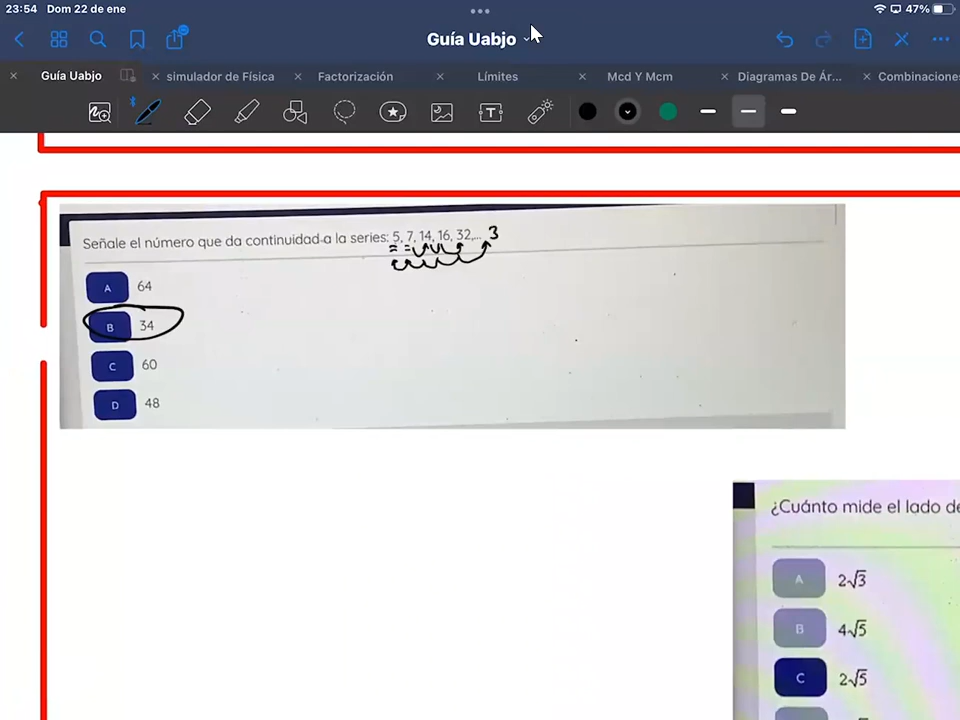 23:54 Dom 22 de ene 47%
Guía Uabjo
Guía Uabjo simulador de Física Factorización Límites Mcd Y Mcm Diagramas De Ár... Combinacione
Señale el número que da continuidad a la series: 5, 7, 14, 16, 32,... 3
A 64
B 34
C 60
D 48
¿Cuánto mide el lado de
A 2√3
B 4√5
C 2√5